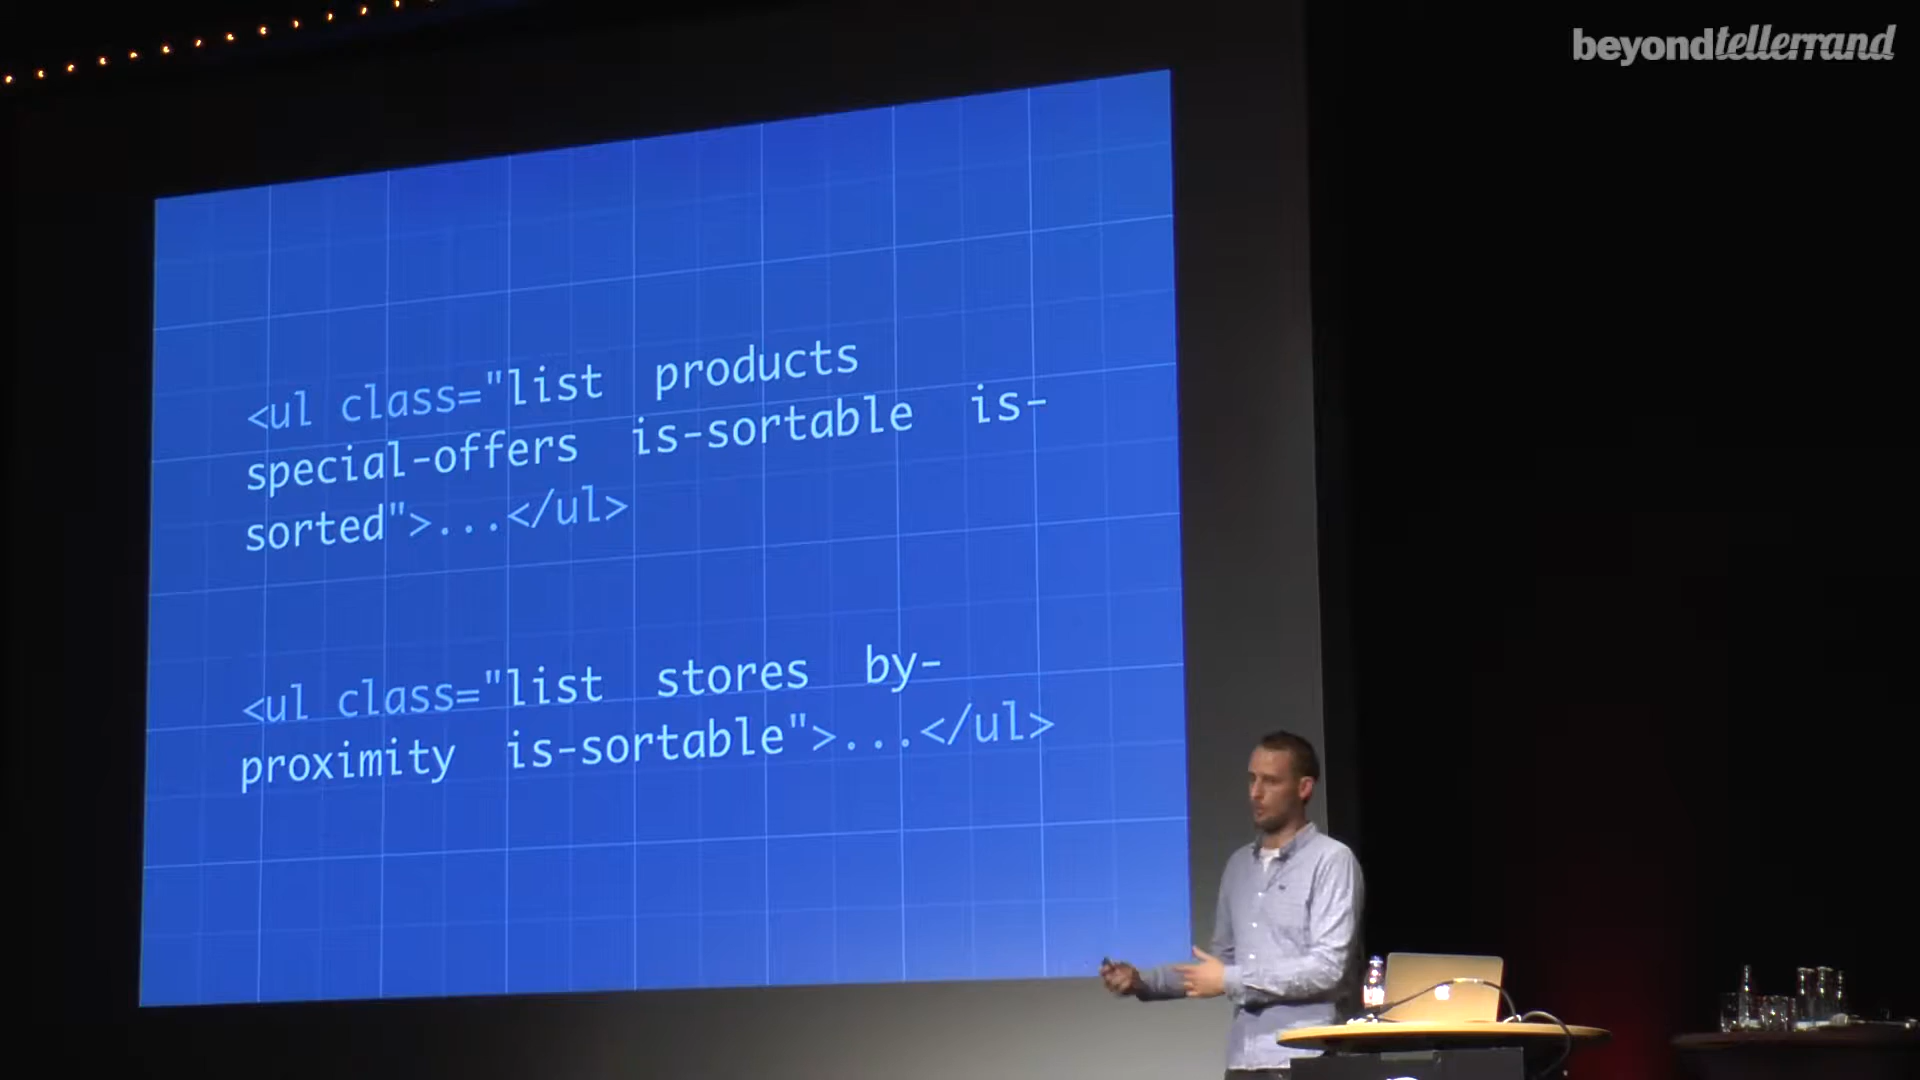 beyondtellerrand
<ul class="list products
special-offers is-sortable is-
sorted">...</ul>
<ul class="list stores by-
proximity is-sortable">...</ul>